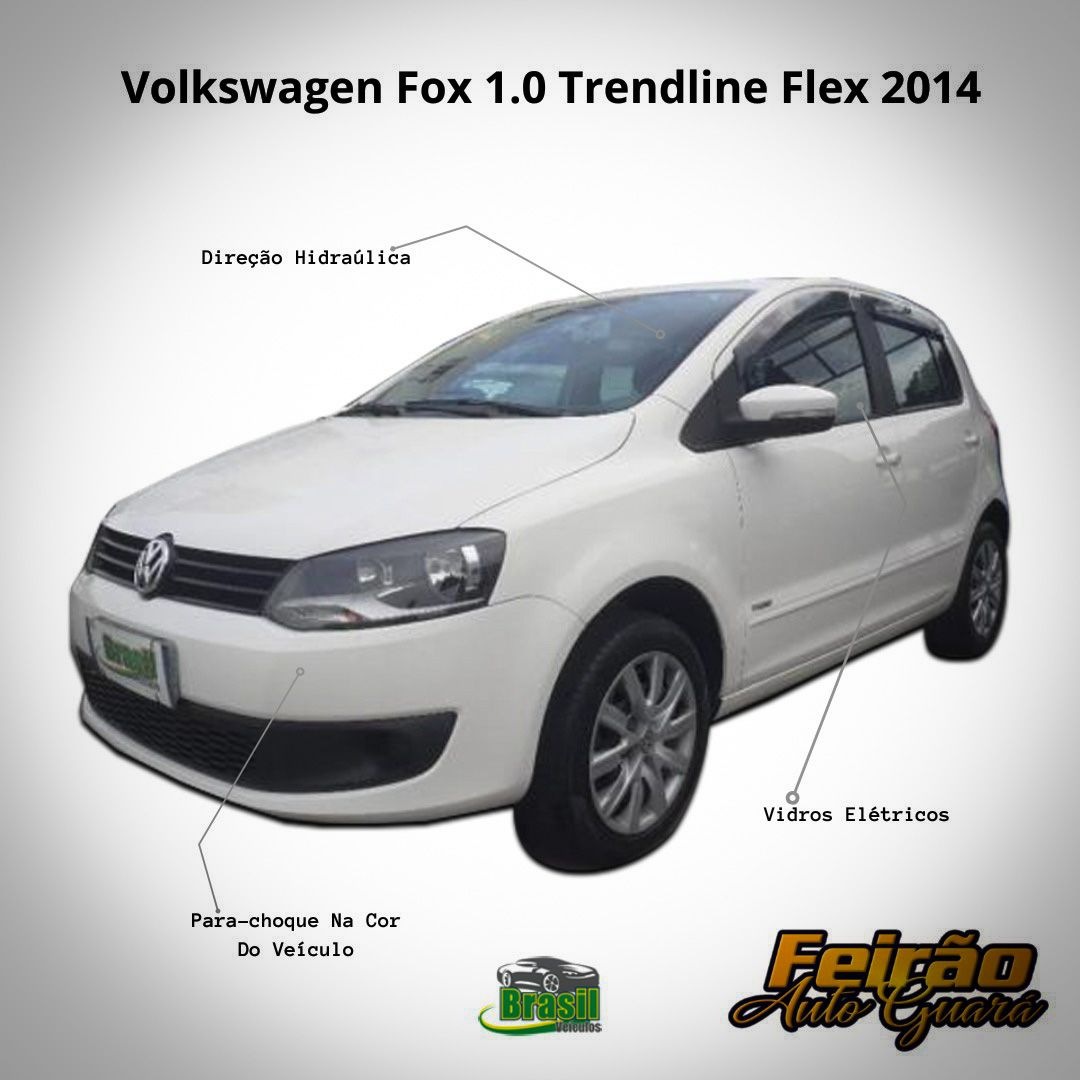 Volkswagen Fox 1.0 Trendline Flex 2014
Direção Hidraúlica
Brasil
Vidros Elétricos
Para-choque Na Cor
Do Veículo
Brasil
Veículos
Feirão
Auto Guará